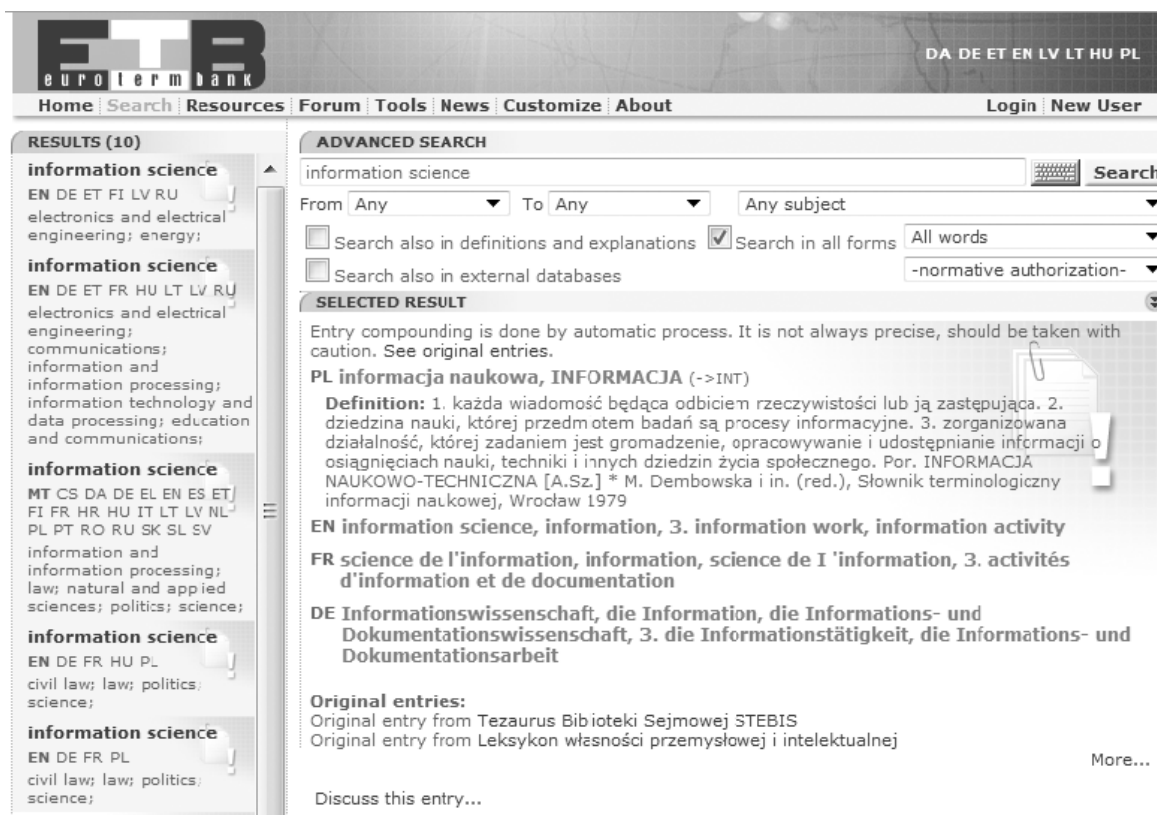 ETB
eurotermbank
DA DE ET EN LV LT HU PL
Home Search Resources Forum Tools News Customize About
Login New User
RESULTS (10)
information science
EN DE ET FI LV RU
electronics and electrical
engineering; energy;
information science
EN DE ET FR HU LT LV RU
electronics and electrical
engineering;
communications;
information and
information processing;
information technology and
data processing; education
and communications;
information science
MT CS DA DE EL EN ES ET
FI FR HR HU IT LT LV NL
PL PT RO RU SK SL SV
information and
information processing;
law; natural and applied
sciences; politics; science;
information science
EN DE FR HU PL
civil law; law; politics;
science;
information science
EN DE FR PL
civil law; law; politics;
science;
ADVANCED SEARCH
information science
Search
From Any To Any Any subject
Search also in definitions and explanations Search in all forms All words
Search also in external databases -normative authorization-
SELECTED RESULT
Entry compounding is done by automatic process. It is not always precise, should be taken with
caution. See original entries.
PL informacja naukowa, INFORMACJA (->INT)
Definition: 1. każda wiadomość będąca odbiciem rzeczywistości lub ją zastępująca. 2.
dziedzina nauki, której przedmiotem badań są procesy informacyjne. 3. zorganizowana
działalność, której zadaniem jest gromadzenie, opracowywanie i udostępnianie informacji o
osiągnięciach nauki, techniki i innych dziedzin życia społecznego. Por. INFORMACJA
NAUKOWO-TECHNICZNA [A.Sz.] * M. Dembowska i in. (red.), Słownik terminologiczny
informacji naukowej, Wrocław 1979
EN information science, information, 3. information work, information activity
FR science de l'information, information, science de I 'information, 3. activités
d'information et de documentation
DE Informationswissenschaft, die Information, die Informations- und
Dokumentationswissenschaft, 3. die Informationstätigkeit, die Informations- und
Dokumentationsarbeit
Original entries:
Original entry from Tezaurus Biblioteki Sejmowej STEBIS
Original entry from Leksykon własności przemysłowej i intelektualnej
More...
Discuss this entry...